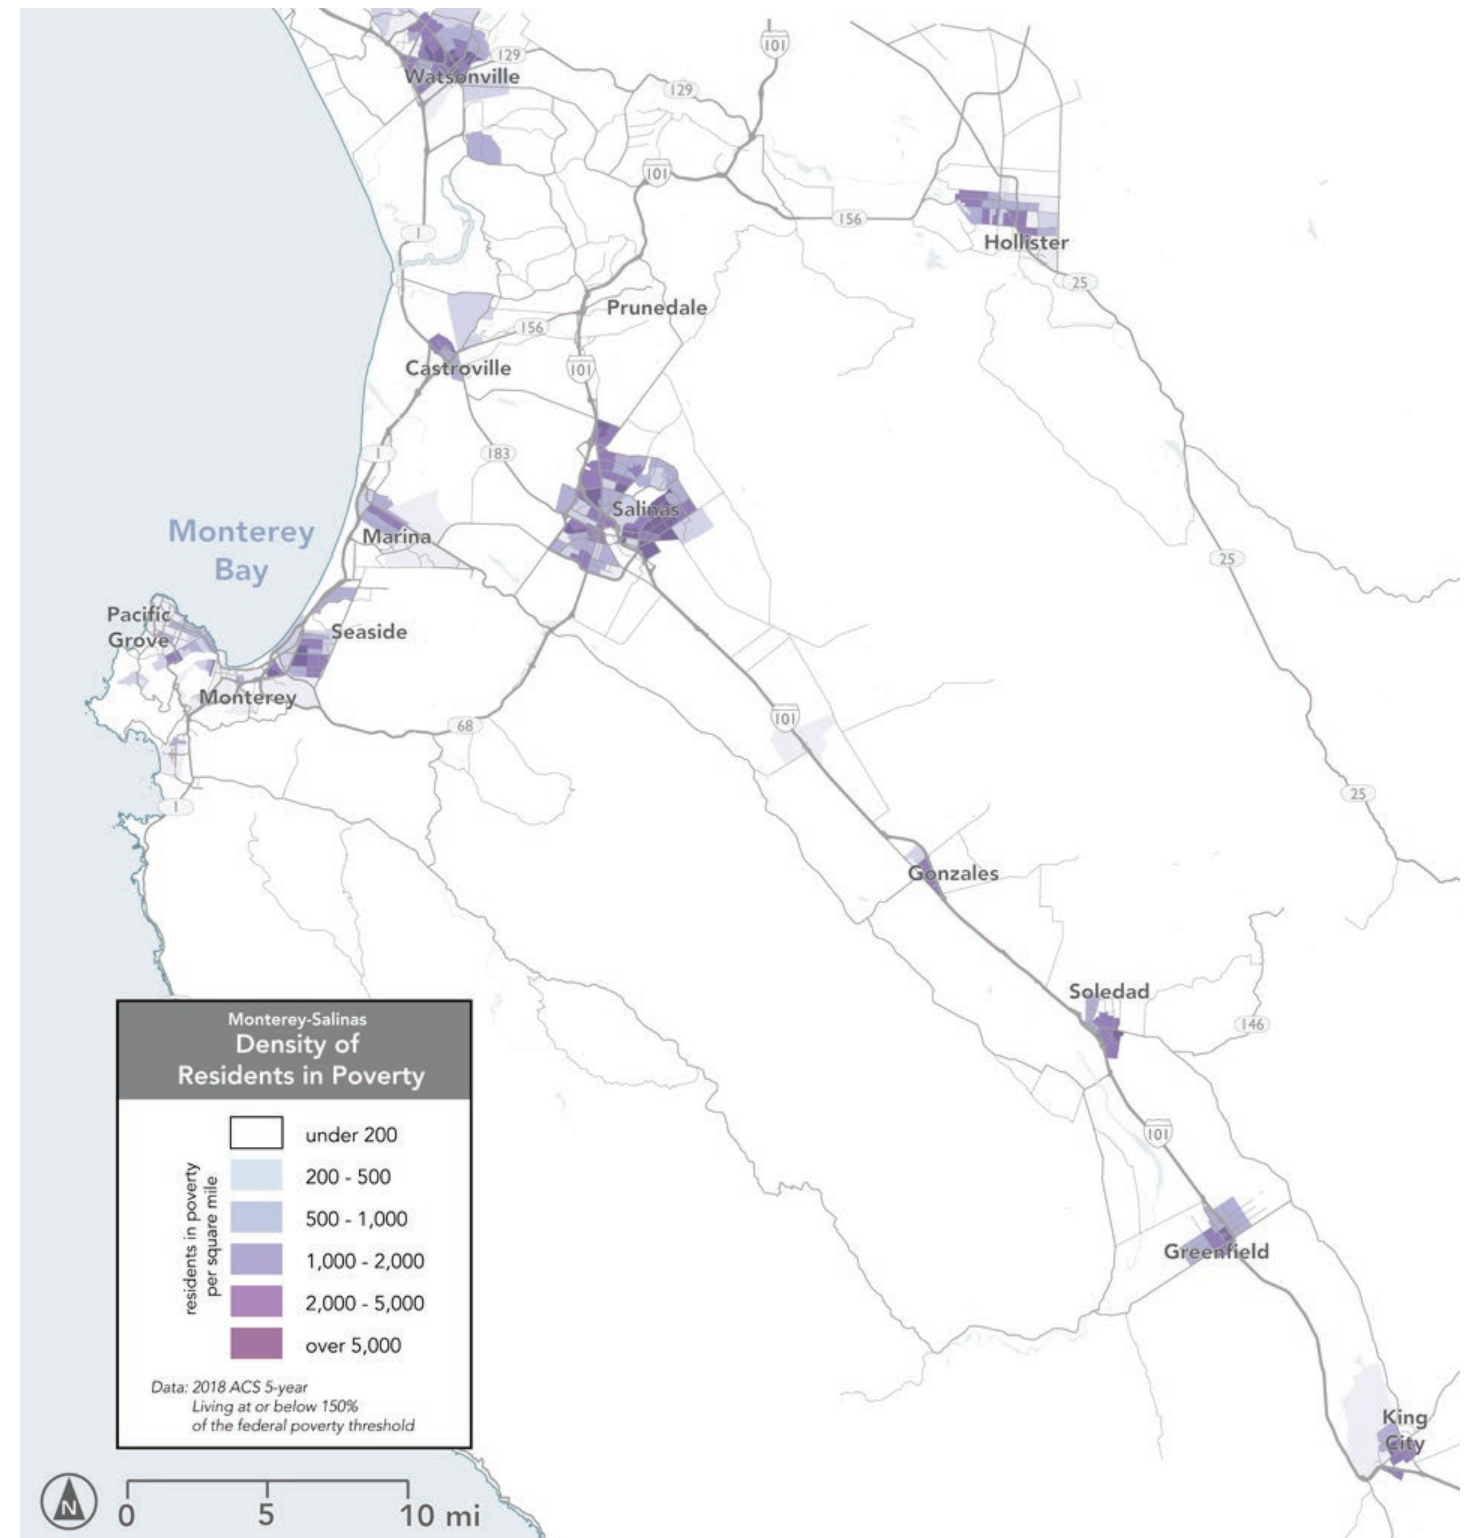 101
129
Watsonville
129
101
156
1
Hollister
25
Prunedale
156
Castroville
101
1
183
Salinas
Monterey
Bay
Marina
25
Pacific
Grove
Seaside
Monterey
68
101
1
25
Gonzales
Soledad
146
101
Greenfield
King
City
Monterey-Salinas
Density of
Residents in Poverty
residents in poverty
per square mile
under 200
200 - 500
500 - 1,000
1,000 - 2,000
2,000 - 5,000
over 5,000
Data: 2018 ACS 5-year
Living at or below 150%
of the federal poverty threshold
N
0 5 10 mi